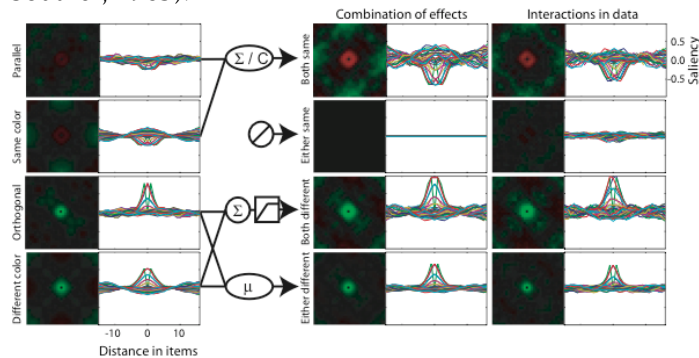 Combination of effects
Interactions in data
Parallel
Σ / C
Both same
0.5
0.0
-0.5
Saliency
Same color
Either same
Orthogonal
Σ
Both different
Different color
μ
Either different
-10 0 10
Distance in items